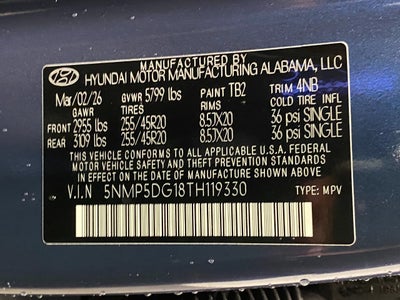 MANUFACTURED BY
HYUNDAI MOTOR MANUFACTURING ALABAMA, LLC
Mar/02/26 GVWR 5799 lbs PAINT TB2 TRIM 4NB
GAWR TIRES RIMS COLD TIRE INFL
FRONT 2955 lbs 255/45R20 8.5JX20 36 psi SINGLE
REAR 3109 lbs 255/45R20 8.5JX20 36 psi SINGLE
THIS VEHICLE CONFORMS TO ALL APPLICABLE U.S.A FEDERAL
MOTOR VEHICLE SAFETY AND THEFT PREVENTION STANDARDS IN
EFFECT ON THE DATE OF MANUFACTURE SHOWN ABOVE.
V.I.N 5NMP5DG18TH119330 TYPE: MPV